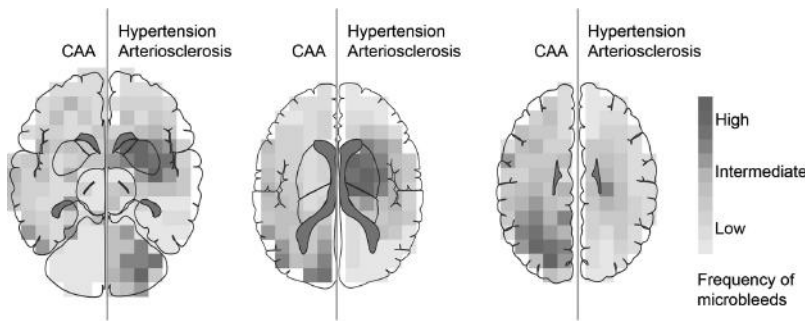 CAA
Hypertension
Arteriosclerosis
CAA
Hypertension
Arteriosclerosis
CAA
Hypertension
Arteriosclerosis
High
Intermediate
Low
Frequency of
microbleeds